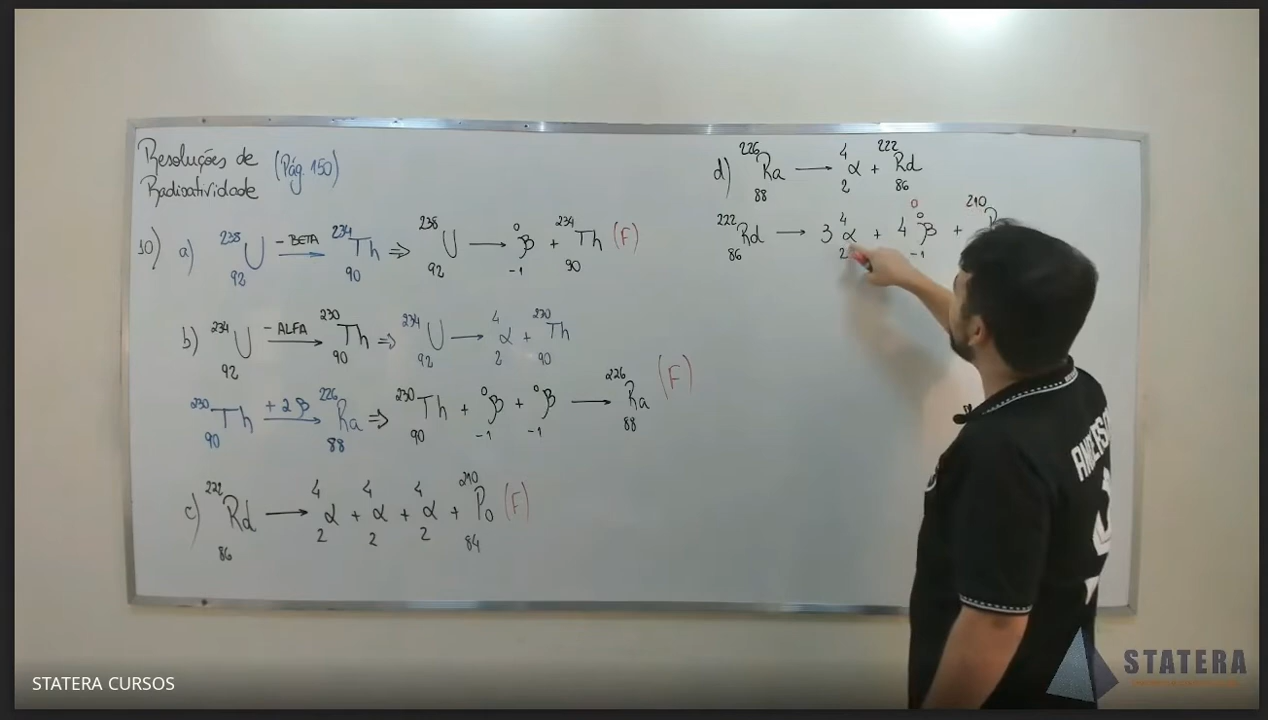 Resoluções de
Radioatividade
(Pág. 150)
10) a) 238 92 U - BETA → 234 90 Th ⇒ 238 92 U → 0 -1 β + 234 90 Th (F)
b) 234 92 U - ALFA → 230 90 Th ⇒ 234 92 U → 4 2 α + 230 90 Th
230 90 Th + 2 β → 226 88 Ra ⇒ 230 90 Th + 0 -1 β + 0 -1 β → 226 88 Ra (F)
c) 222 86 Rd → 4 2 α + 4 2 α + 4 2 α + 210 84 Po (F)
d) 226 88 Ra → 4 2 α + 222 86 Rd
222 86 Rd → 3 4 2 α + 4 0 -1 β + 210
0
STATERA CURSOS
STATERA